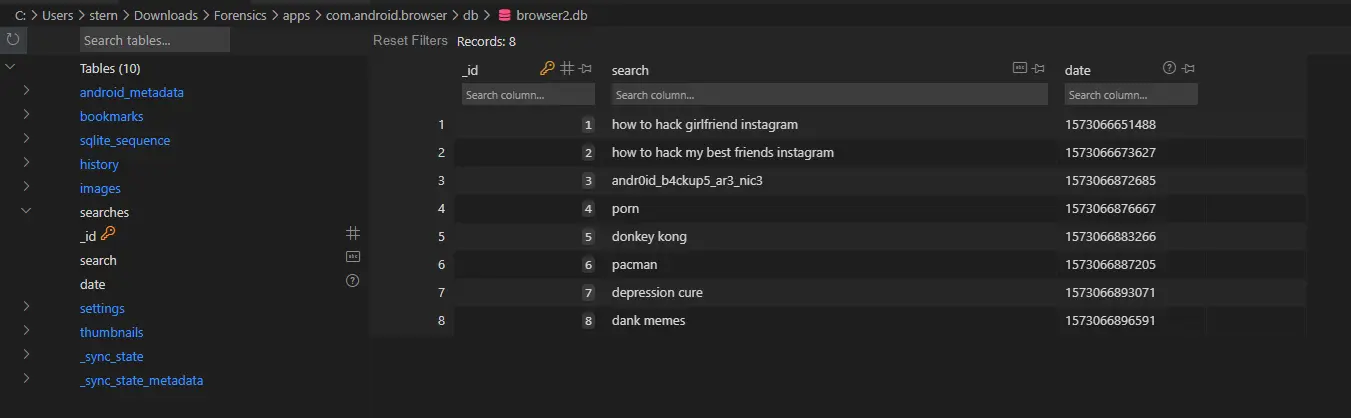 C: > Users > stern > Downloads > Forensics > apps > com.android.browser > db > browser2.db
Search tables...
Reset Filters Records: 8
Tables (10)
android_metadata
bookmarks
sqlite_sequence
history
images
searches
_id
search
date
settings
thumbnails
_sync_state
_sync_state_metadata
_id search date
Search column... Search column... Search column...
1 1 how to hack girlfriend instagram 1573066651488
2 2 how to hack my best friends instagram 1573066673627
3 3 andr0id_b4ckup5_ar3_nic3 1573066872685
4 4 porn 1573066876667
5 5 donkey kong 1573066883266
6 6 pacman 1573066887205
7 7 depression cure 1573066893071
8 8 dank memes 1573066896591